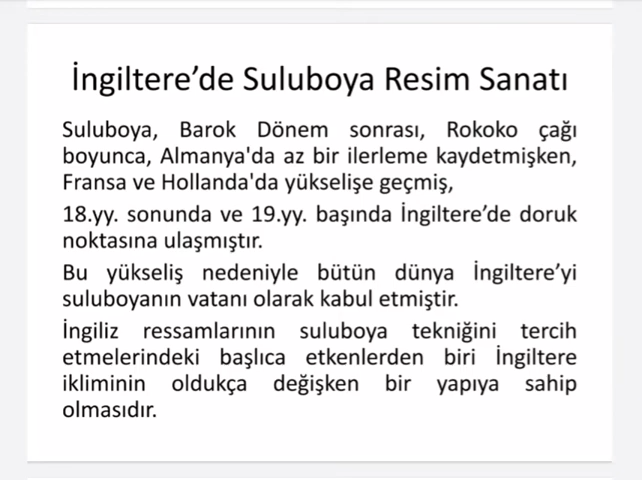 İngiltere’de Suluboya Resim Sanatı
Suluboya, Barok Dönem sonrası, Rokoko çağı
boyunca, Almanya'da az bir ilerleme kaydetmişken,
Fransa ve Hollanda'da yükselişe geçmiş,
18.yy. sonunda ve 19.yy. başında İngiltere’de doruk
noktasına ulaşmıştır.
Bu yükseliş nedeniyle bütün dünya İngiltere’yi
suluboyanın vatanı olarak kabul etmiştir.
İngiliz ressamlarının suluboya tekniğini tercih
etmelerindeki başlıca etkenlerden biri İngiltere
ikliminin oldukça değişken bir yapıya sahip
olmasıdır.